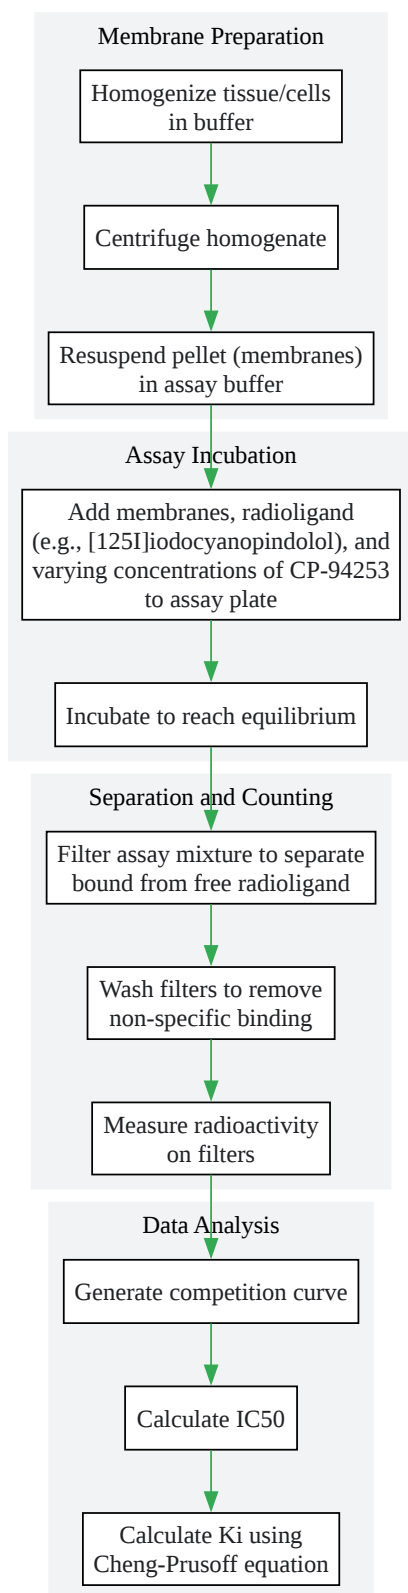 Membrane Preparation
Homogenize tissue/cells
in buffer
Centrifuge homogenate
Resuspend pellet (membranes)
in assay buffer
Assay Incubation
Add membranes, radioligand
(e.g., [125I]iodocyanopindolol), and
varying concentrations of CP-94253
to assay plate
Incubate to reach equilibrium
Separation and Counting
Filter assay mixture to separate
bound from free radioligand
Wash filters to remove
non-specific binding
Measure radioactivity
on filters
Data Analysis
Generate competition curve
Calculate IC50
Calculate Ki using
Cheng-Prusoff equation